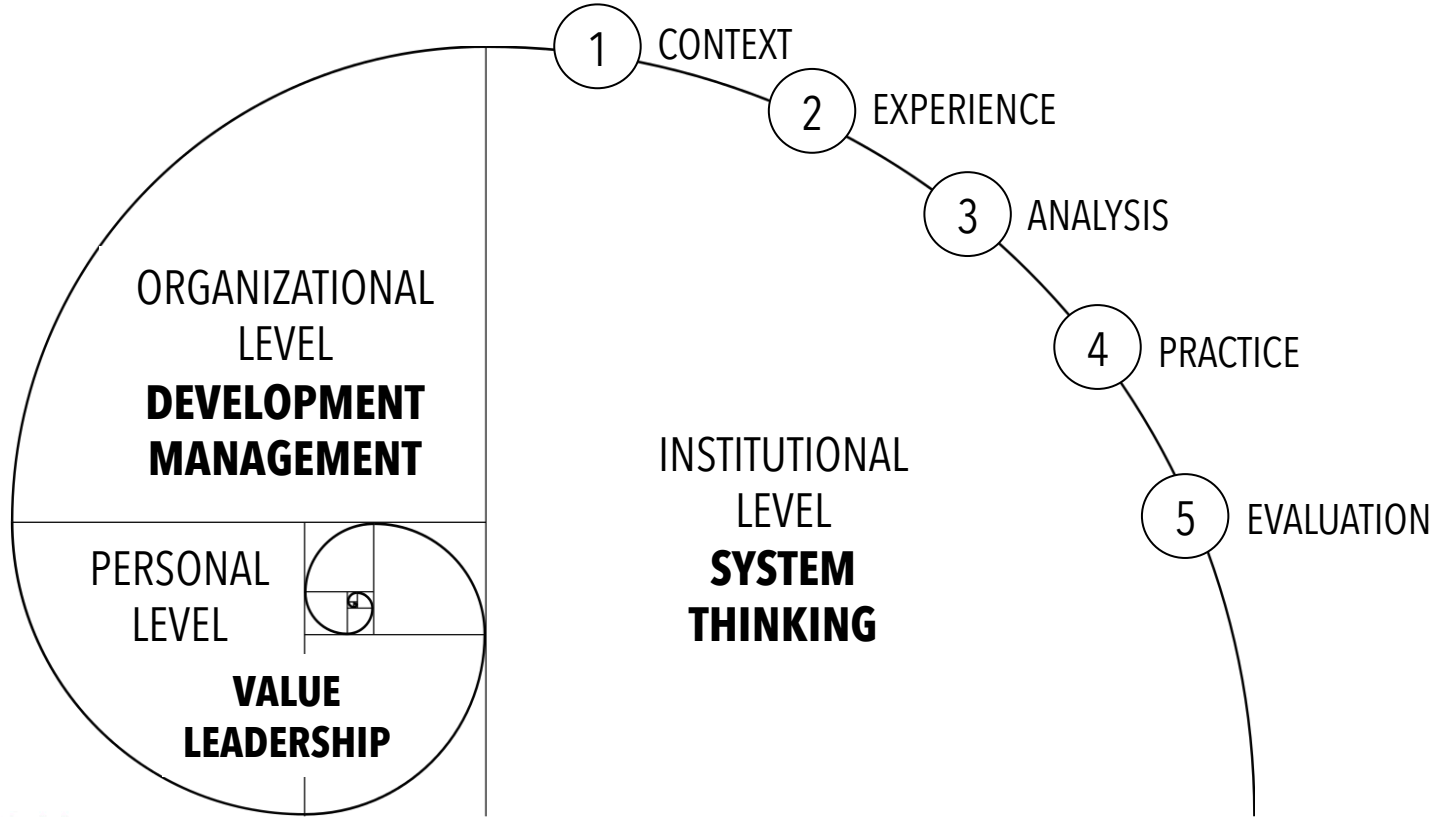 1 CONTEXT
2 EXPERIENCE
3 ANALYSIS
4 PRACTICE
5 EVALUATION
ORGANIZATIONAL
LEVEL
DEVELOPMENT
MANAGEMENT
PERSONAL
LEVEL
VALUE
LEADERSHIP
INSTITUTIONAL
LEVEL
SYSTEM
THINKING